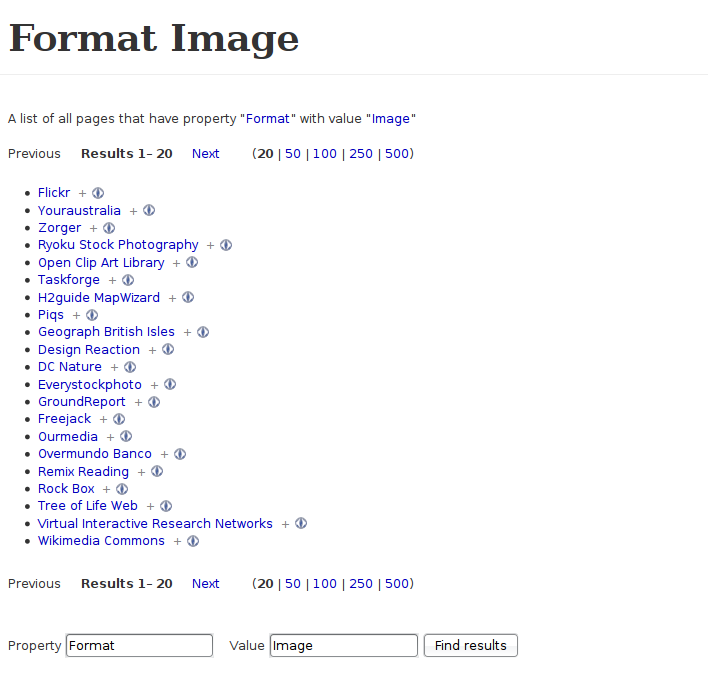 Format Image
A list of all pages that have property "Format" with value "Image"
Previous Results 1– 20 Next (20 | 50 | 100 | 250 | 500)
Flickr +
Youraustralia +
Zorger +
Ryoku Stock Photography +
Open Clip Art Library +
Taskforge +
H2guide MapWizard +
Piqs +
Geograph British Isles +
Design Reaction +
DC Nature +
Everystockphoto +
GroundReport +
Freejack +
Ourmedia +
Overmundo Banco +
Remix Reading +
Rock Box +
Tree of Life Web +
Virtual Interactive Research Networks +
Wikimedia Commons +
Previous Results 1– 20 Next (20 | 50 | 100 | 250 | 500)
Property Format Value Image Find results